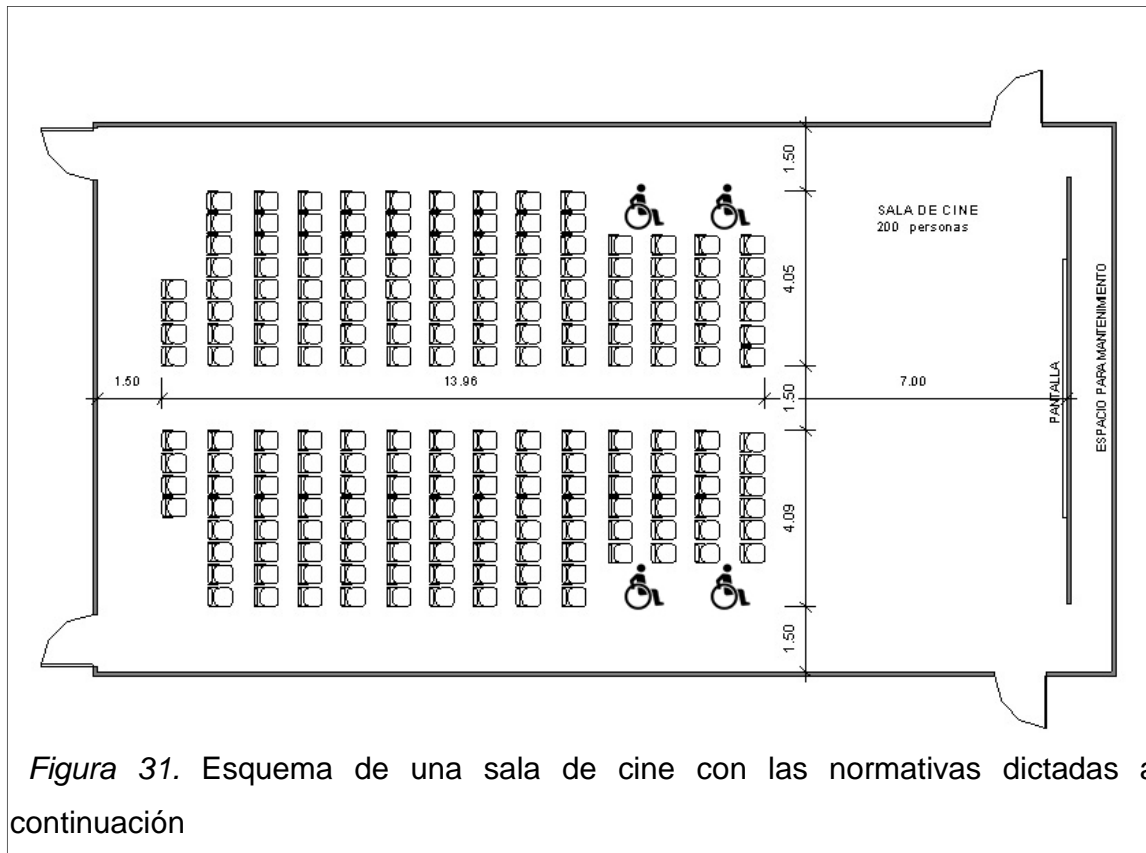 1.50
SALA DE CINE
200 personas
4.05
1.50
13.96
1.50
7.00
PANTALLA
ESPACIO PARA MANTENIMIENTO
4.09
1.50
Figura 31. Esquema de una sala de cine con las normativas dictadas a
continuación